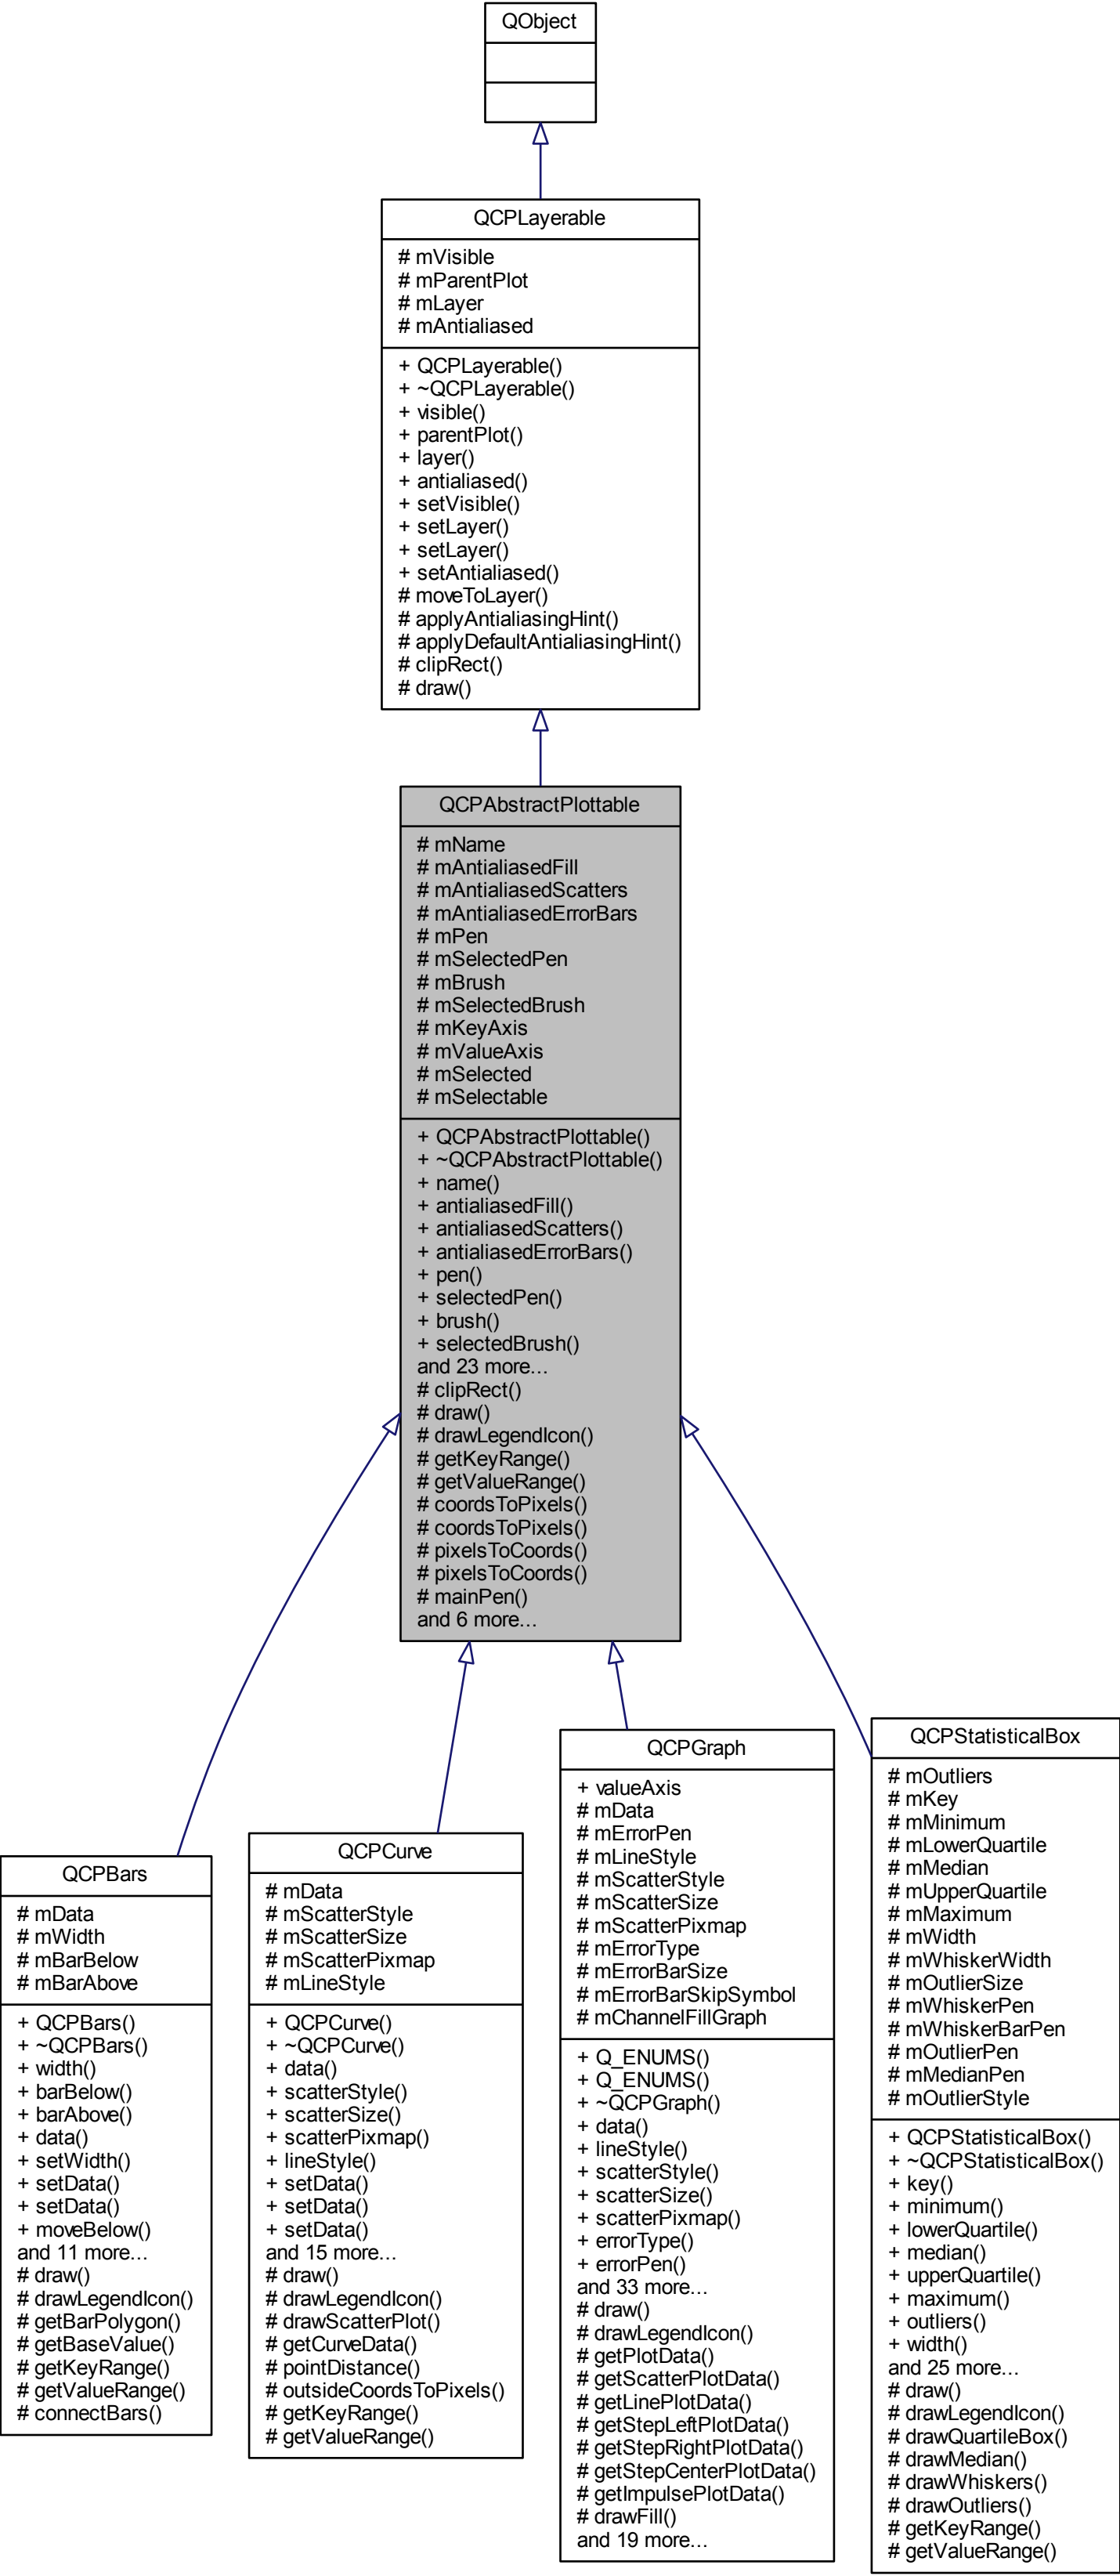 QObject
QCPLayerable
# mVisible
# mParentPlot
# mLayer
# mAntialiased
+ QCPLayerable()
+ ~QCPLayerable()
+ visible()
+ parentPlot()
+ layer()
+ antialiased()
+ setVisible()
+ setLayer()
+ setLayer()
+ setAntialiased()
# moveToLayer()
# applyAntialiasingHint()
# applyDefaultAntialiasingHint()
# clipRect()
# draw()
QCPAbstractPlottable
# mName
# mAntialiasedFill
# mAntialiasedScatters
# mAntialiasedErrorBars
# mPen
# mSelectedPen
# mBrush
# mSelectedBrush
# mKeyAxis
# mValueAxis
# mSelected
# mSelectable
+ QCPAbstractPlottable()
+ ~QCPAbstractPlottable()
+ name()
+ antialiasedFill()
+ antialiasedScatters()
+ antialiasedErrorBars()
+ pen()
+ selectedPen()
+ brush()
+ selectedBrush()
and 23 more...
# clipRect()
# draw()
# drawLegendIcon()
# getKeyRange()
# getValueRange()
# coordsToPixels()
# coordsToPixels()
# pixelsToCoords()
# pixelsToCoords()
# mainPen()
and 6 more...
QCPBars
# mData
# mWidth
# mBarBelow
# mBarAbove
+ QCPBars()
+ ~QCPBars()
+ width()
+ barBelow()
+ barAbove()
+ data()
+ setWidth()
+ setData()
+ setData()
+ moveBelow()
and 11 more...
# draw()
# drawLegendIcon()
# getBarPolygon()
# getBaseValue()
# getKeyRange()
# getValueRange()
# connectBars()
QCPCurve
# mData
# mScatterStyle
# mScatterSize
# mScatterPixmap
# mLineStyle
+ QCPCurve()
+ ~QCPCurve()
+ data()
+ scatterStyle()
+ scatterSize()
+ scatterPixmap()
+ lineStyle()
+ setData()
+ setData()
+ setData()
and 15 more...
# draw()
# drawLegendIcon()
# drawScatterPlot()
# getCurveData()
# pointDistance()
# outsideCoordsToPixels()
# getKeyRange()
# getValueRange()
QCPGraph
+ valueAxis
# mData
# mErrorPen
# mLineStyle
# mScatterStyle
# mScatterSize
# mScatterPixmap
# mErrorType
# mErrorBarSize
# mErrorBarSkipSymbol
# mChannelFillGraph
+ Q_ENUMS()
+ Q_ENUMS()
+ ~QCPGraph()
+ data()
+ lineStyle()
+ scatterStyle()
+ scatterSize()
+ scatterPixmap()
+ errorType()
+ errorPen()
and 33 more...
# draw()
# drawLegendIcon()
# getPlotData()
# getScatterPlotData()
# getLinePlotData()
# getStepLeftPlotData()
# getStepRightPlotData()
# getStepCenterPlotData()
# getImpulsePlotData()
# drawFill()
and 19 more...
QCPStatisticalBox
# mOutliers
# mKey
# mMinimum
# mLowerQuartile
# mMedian
# mUpperQuartile
# mMaximum
# mWidth
# mWhiskerWidth
# mOutlierSize
# mWhiskerPen
# mWhiskerBarPen
# mOutlierPen
# mMedianPen
# mOutlierStyle
+ QCPStatisticalBox()
+ ~QCPStatisticalBox()
+ key()
+ minimum()
+ lowerQuartile()
+ median()
+ upperQuartile()
+ maximum()
+ outliers()
+ width()
and 25 more...
# draw()
# drawLegendIcon()
# drawQuartileBox()
# drawMedian()
# drawWhiskers()
# drawOutliers()
# getKeyRange()
# getValueRange()